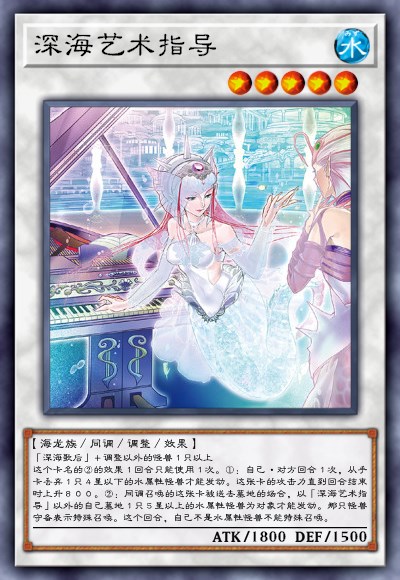 深海艺术指导
水
【海龙族／同调／调整／效果】
「深海歌后」＋调整以外的怪兽1只以上
这个卡名的②的效果1回合只能使用1次。①：自己·对方回合1次，从手
卡丢弃1只4星以下的水属性怪兽才能发动。这张卡的攻击力直到回合结束
时上升800。②：同调召唤的这张卡被送去墓地的场合，以「深海艺术指
导」以外的自己墓地1只5星以上的水属性怪兽为对象才能发动。那只怪兽
守备表示特殊召唤。这个回合，自己不是水属性怪兽不能特殊召唤。
ATK/1800 DEF/1500